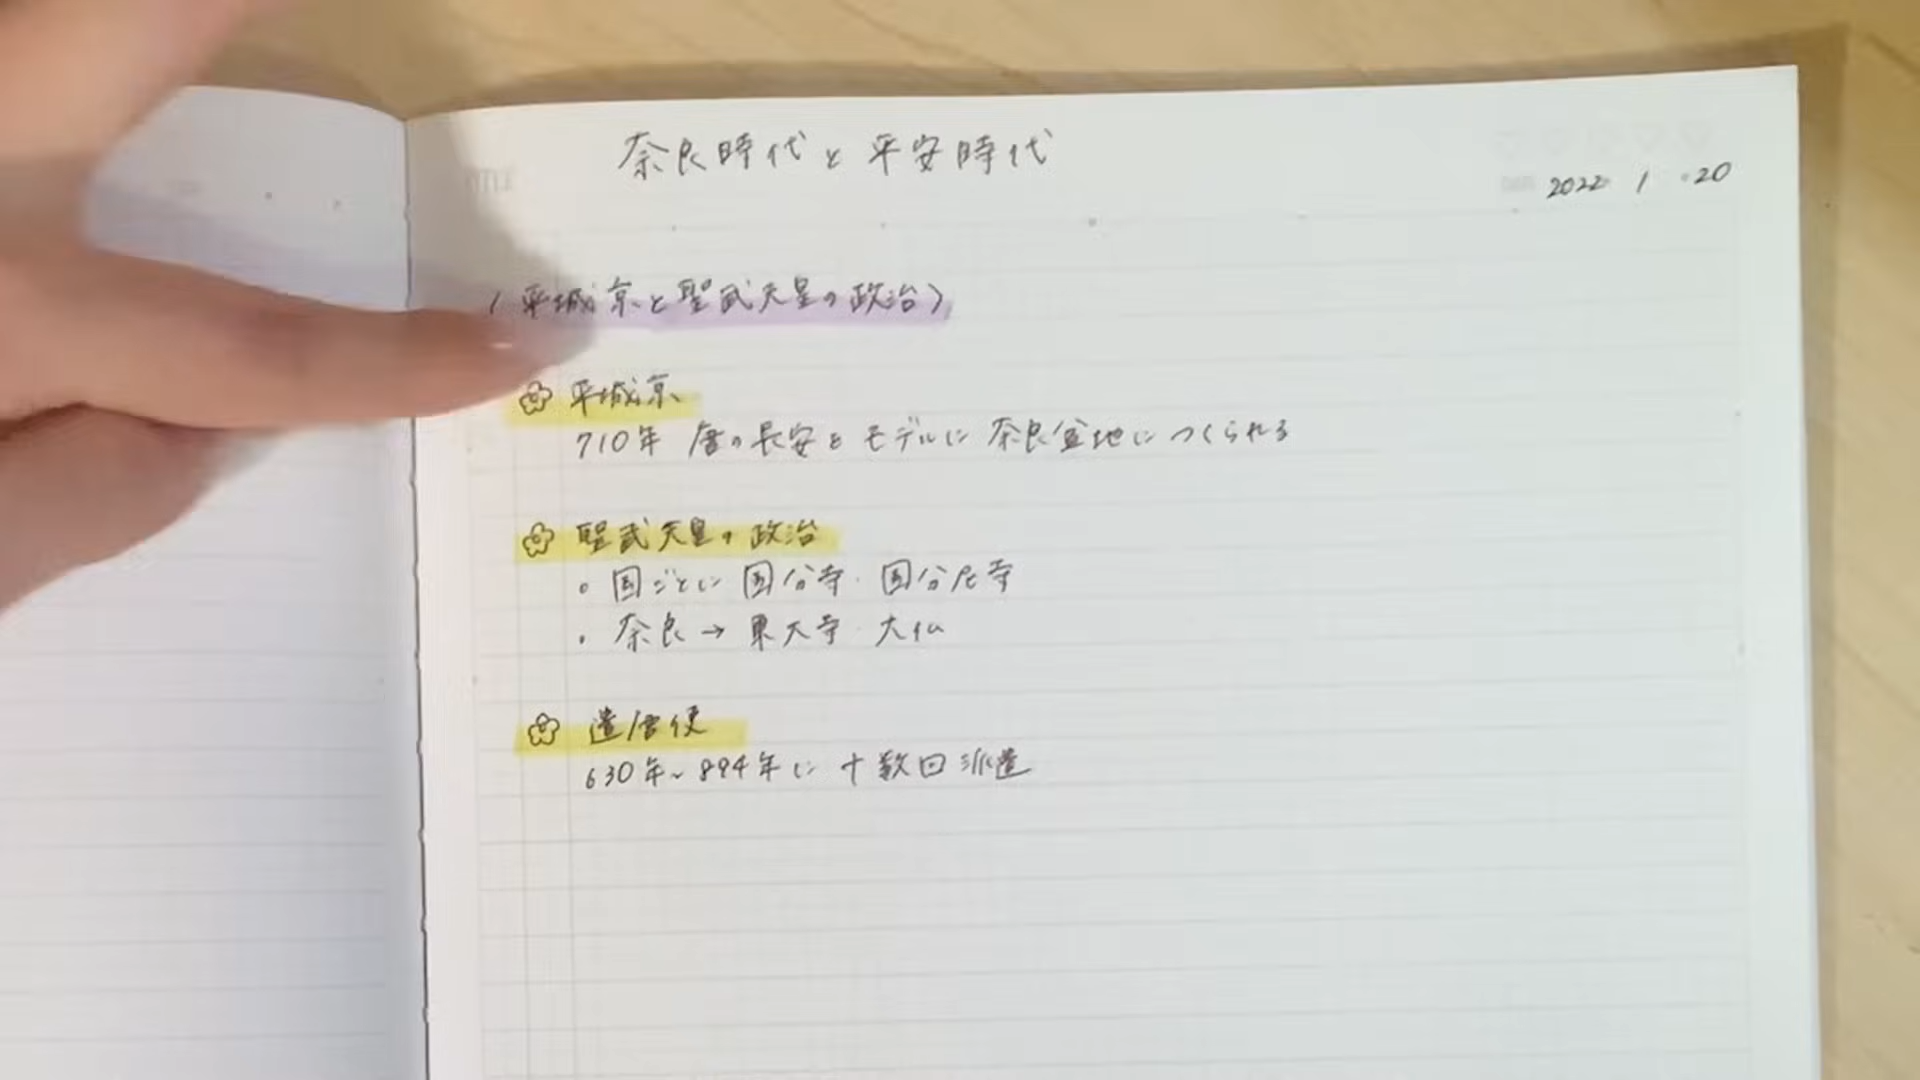 奈良時代と平安時代
2022 1 20
〈平城京と聖武天皇の政治〉
平城京
710年 唐の長安をモデルに 奈良盆地に つくられる
聖武天皇の政治
・国ごとに 国分寺・国分尼寺
・奈良→東大寺・大仏
遣唐使
630年~894年に 十数回 派遣